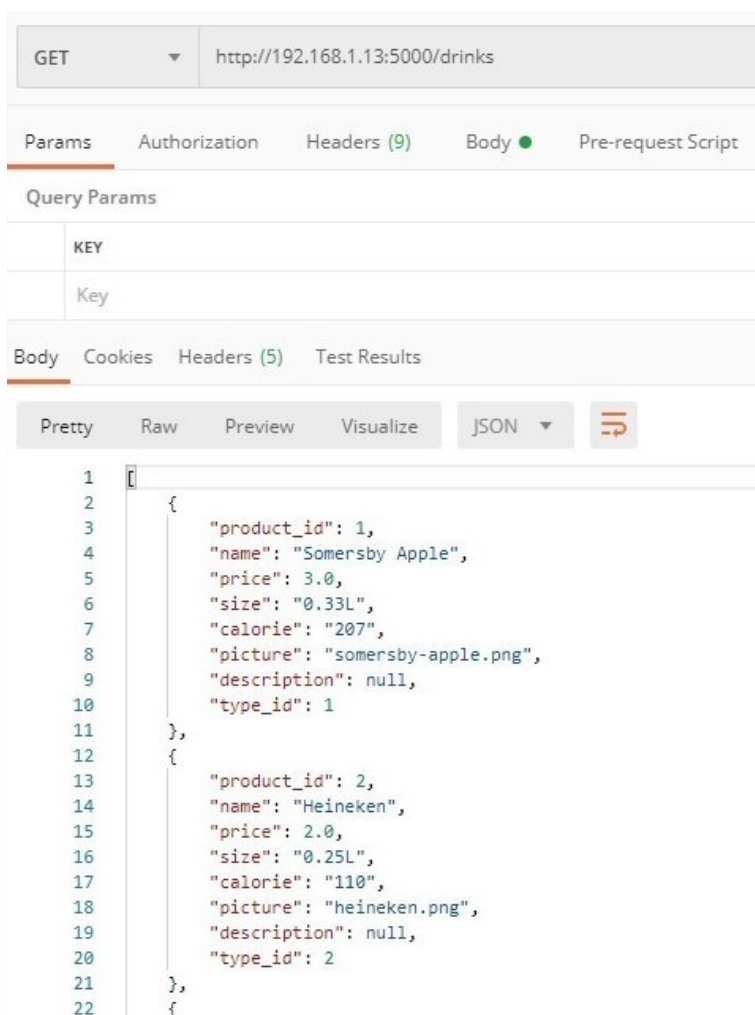 GET http://192.168.1.13:5000/drinks
Params Authorization Headers (9) Body Pre-request Script
Query Params
KEY
Key
Body Cookies Headers (5) Test Results
Pretty Raw Preview Visualize JSON
1 [
2 {
3 "product_id": 1,
4 "name": "Somersby Apple",
5 "price": 3.0,
6 "size": "0.33L",
7 "calorie": "207",
8 "picture": "somersby-apple.png",
9 "description": null,
10 "type_id": 1
11 },
12 {
13 "product_id": 2,
14 "name": "Heineken",
15 "price": 2.0,
16 "size": "0.25L",
17 "calorie": "110",
18 "picture": "heineken.png",
19 "description": null,
20 "type_id": 2
21 },
22 {